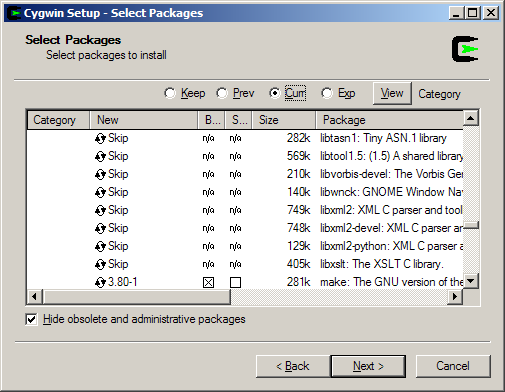 Cygwin Setup - Select Packages
Select Packages
Select packages to install
Keep Prev Curr Exp View Category
Category New B... S... Size Package
Skip n/a n/a 282k libtasn1: Tiny ASN.1 library
Skip n/a n/a 569k libtool1.5: (1.5) A shared library
Skip n/a n/a 210k libvorbis-devel: The Vorbis Ge
Skip n/a n/a 140k libwnck: GNOME Window Na
Skip n/a n/a 749k libxml2: XML C parser and tool
Skip n/a n/a 748k libxml2-devel: XML C parser a
Skip n/a n/a 129k libxml2-python: XML C parser
Skip n/a n/a 405k libxslt: The XSLT C library.
3.80-1 281k make: The GNU version of the
Hide obsolete and administrative packages
< Back Next > Cancel